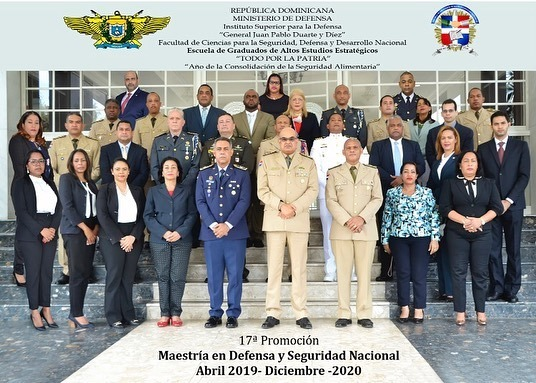 REPÚBLICA DOMINICANA
MINISTERIO DE DEFENSA
Instituto Superior para la Defensa
“General Juan Pablo Duarte y Díez”
Facultad de Ciencias para la Seguridad, Defensa y Desarrollo Nacional
Escuela de Graduados de Altos Estudios Estratégicos
“TODO POR LA PATRIA”
“Año de la Consolidación de la Seguridad Alimentaria”
17ª Promoción
Maestría en Defensa y Seguridad Nacional
Abril 2019- Diciembre -2020